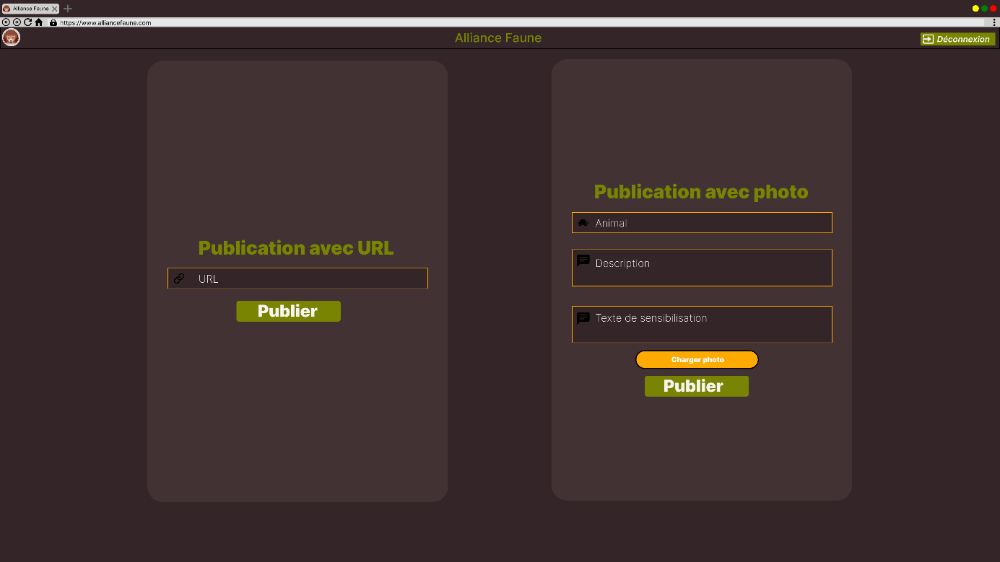 Alliance Faune
https://www.alliancefaune.com
Alliance Faune
Déconnexion
Publication avec URL
URL
Publier
Publication avec photo
Animal
Description
Texte de sensibilisation
Charger photo
Publier